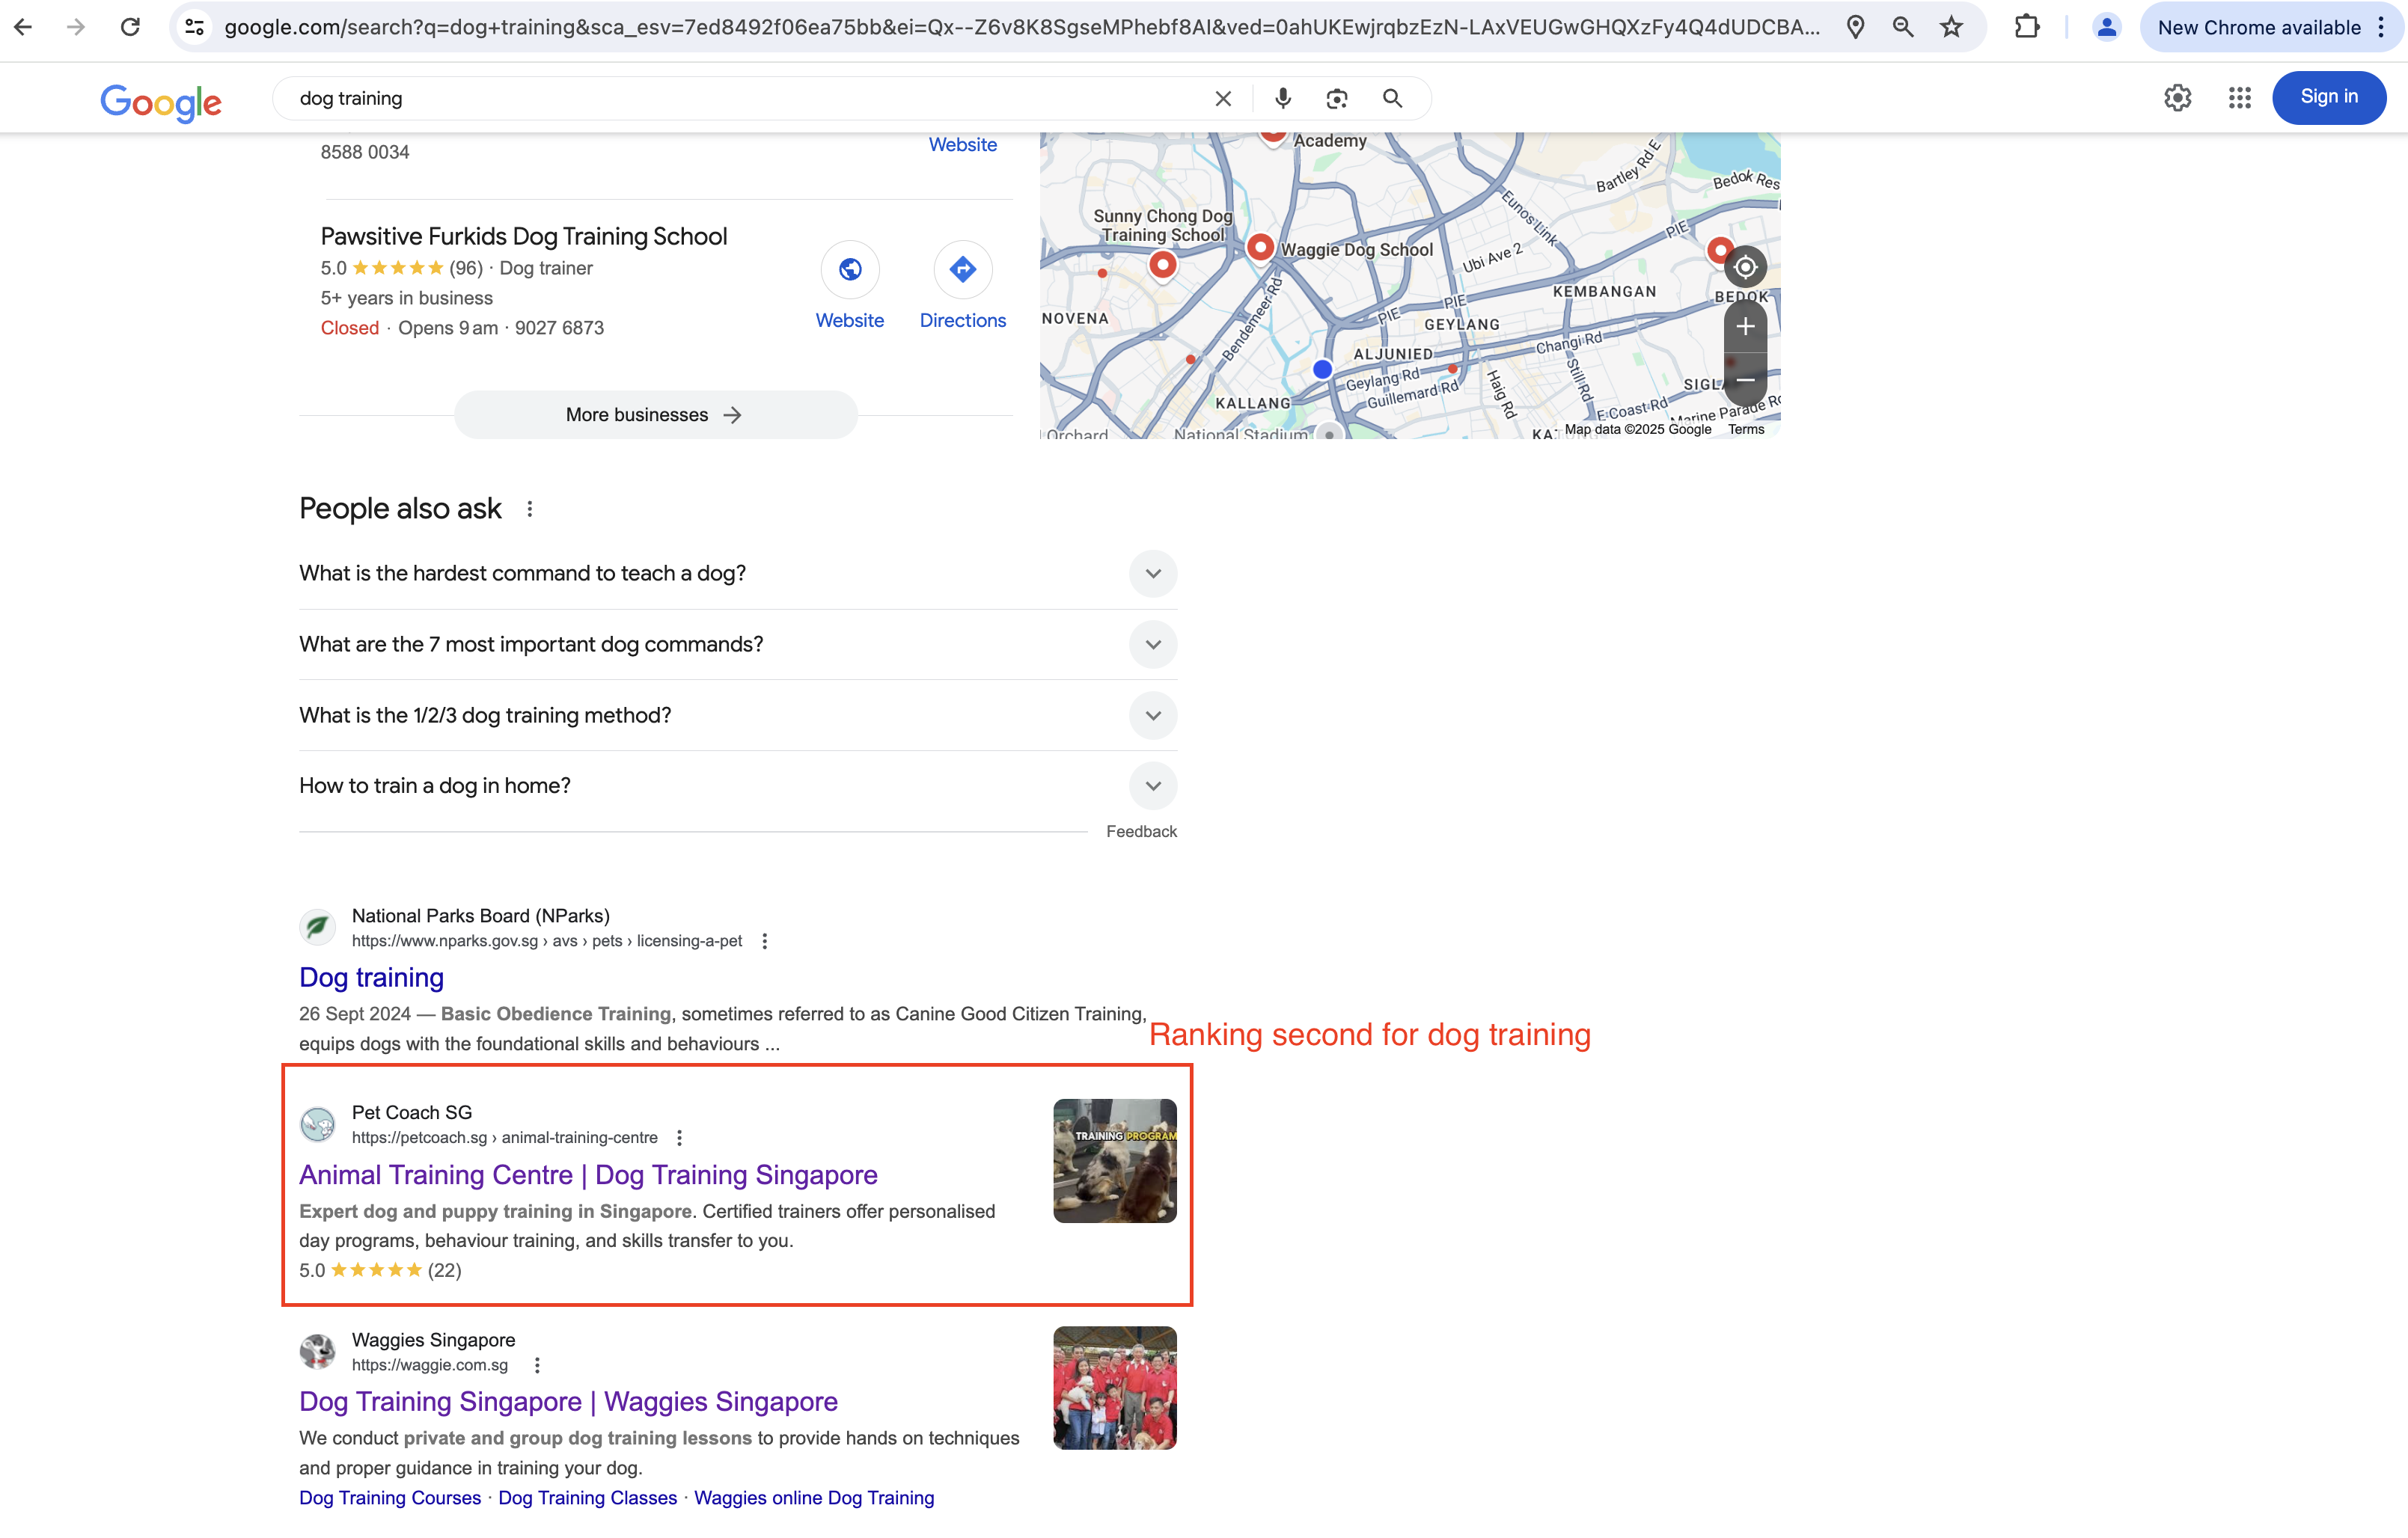 google.com/search?q=dog+training&sca_esv=7ed8492f06ea75bb&ei=Qx--Z6v8K8SgseMPhebf8AI&ved=0ahUKEwjrqbzEzN-LAxVEUGwGHQXzFy4Q4dUDCBA...
New Chrome available
Google
dog training
Sign in
8588 0034
Website
Pawsitive Furkids Dog Training School
5.0 (96) · Dog trainer
5+ years in business
Closed · Opens 9 am · 9027 6873
Website
Directions
More businesses
Academy
Bartley Rd E
Bedok Res
Eunos Link
Sunny Chong Dog
Training School
Waggie Dog School
Ubi Ave 2
PIE
KEMBANGAN
BEDOK
PIE
PIE
NOVENA
Bendemeer Rd
GEYLANG
Changi Rd
ALJUNIED
Geylang Rd
Guillemard Rd
Haig Rd
Still Rd
KALLANG
E Coast Rd
Marine Parade
Orchard
National Stadium
Map data ©2025 Google
Terms
People also ask
What is the hardest command to teach a dog?
What are the 7 most important dog commands?
What is the 1/2/3 dog training method?
How to train a dog in home?
Feedback
National Parks Board (NParks)
https://www.nparks.gov.sg › avs › pets › licensing-a-pet
Dog training
26 Sept 2024 — Basic Obedience Training, sometimes referred to as Canine Good Citizen Training,
equips dogs with the foundational skills and behaviours ...
Ranking second for dog training
Pet Coach SG
https://petcoach.sg › animal-training-centre
TRAINING PROGRAM
Animal Training Centre | Dog Training Singapore
Expert dog and puppy training in Singapore. Certified trainers offer personalised
day programs, behaviour training, and skills transfer to you.
5.0 (22)
Waggies Singapore
https://waggie.com.sg
Dog Training Singapore | Waggies Singapore
We conduct private and group dog training lessons to provide hands on techniques
and proper guidance in training your dog.
Dog Training Courses · Dog Training Classes · Waggies online Dog Training